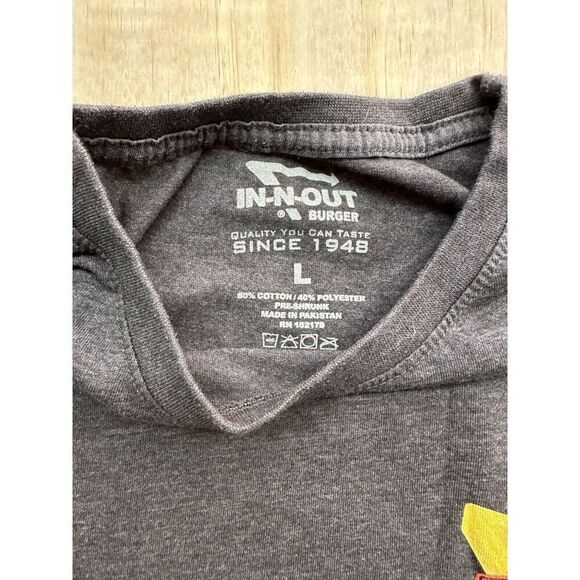 IN-N-OUT
® BURGER
QUALITY YOU CAN TASTE
SINCE 1948
L
60% COTTON / 40% POLYESTER
PRE-SHRUNK
MADE IN PAKISTAN
RN 152178